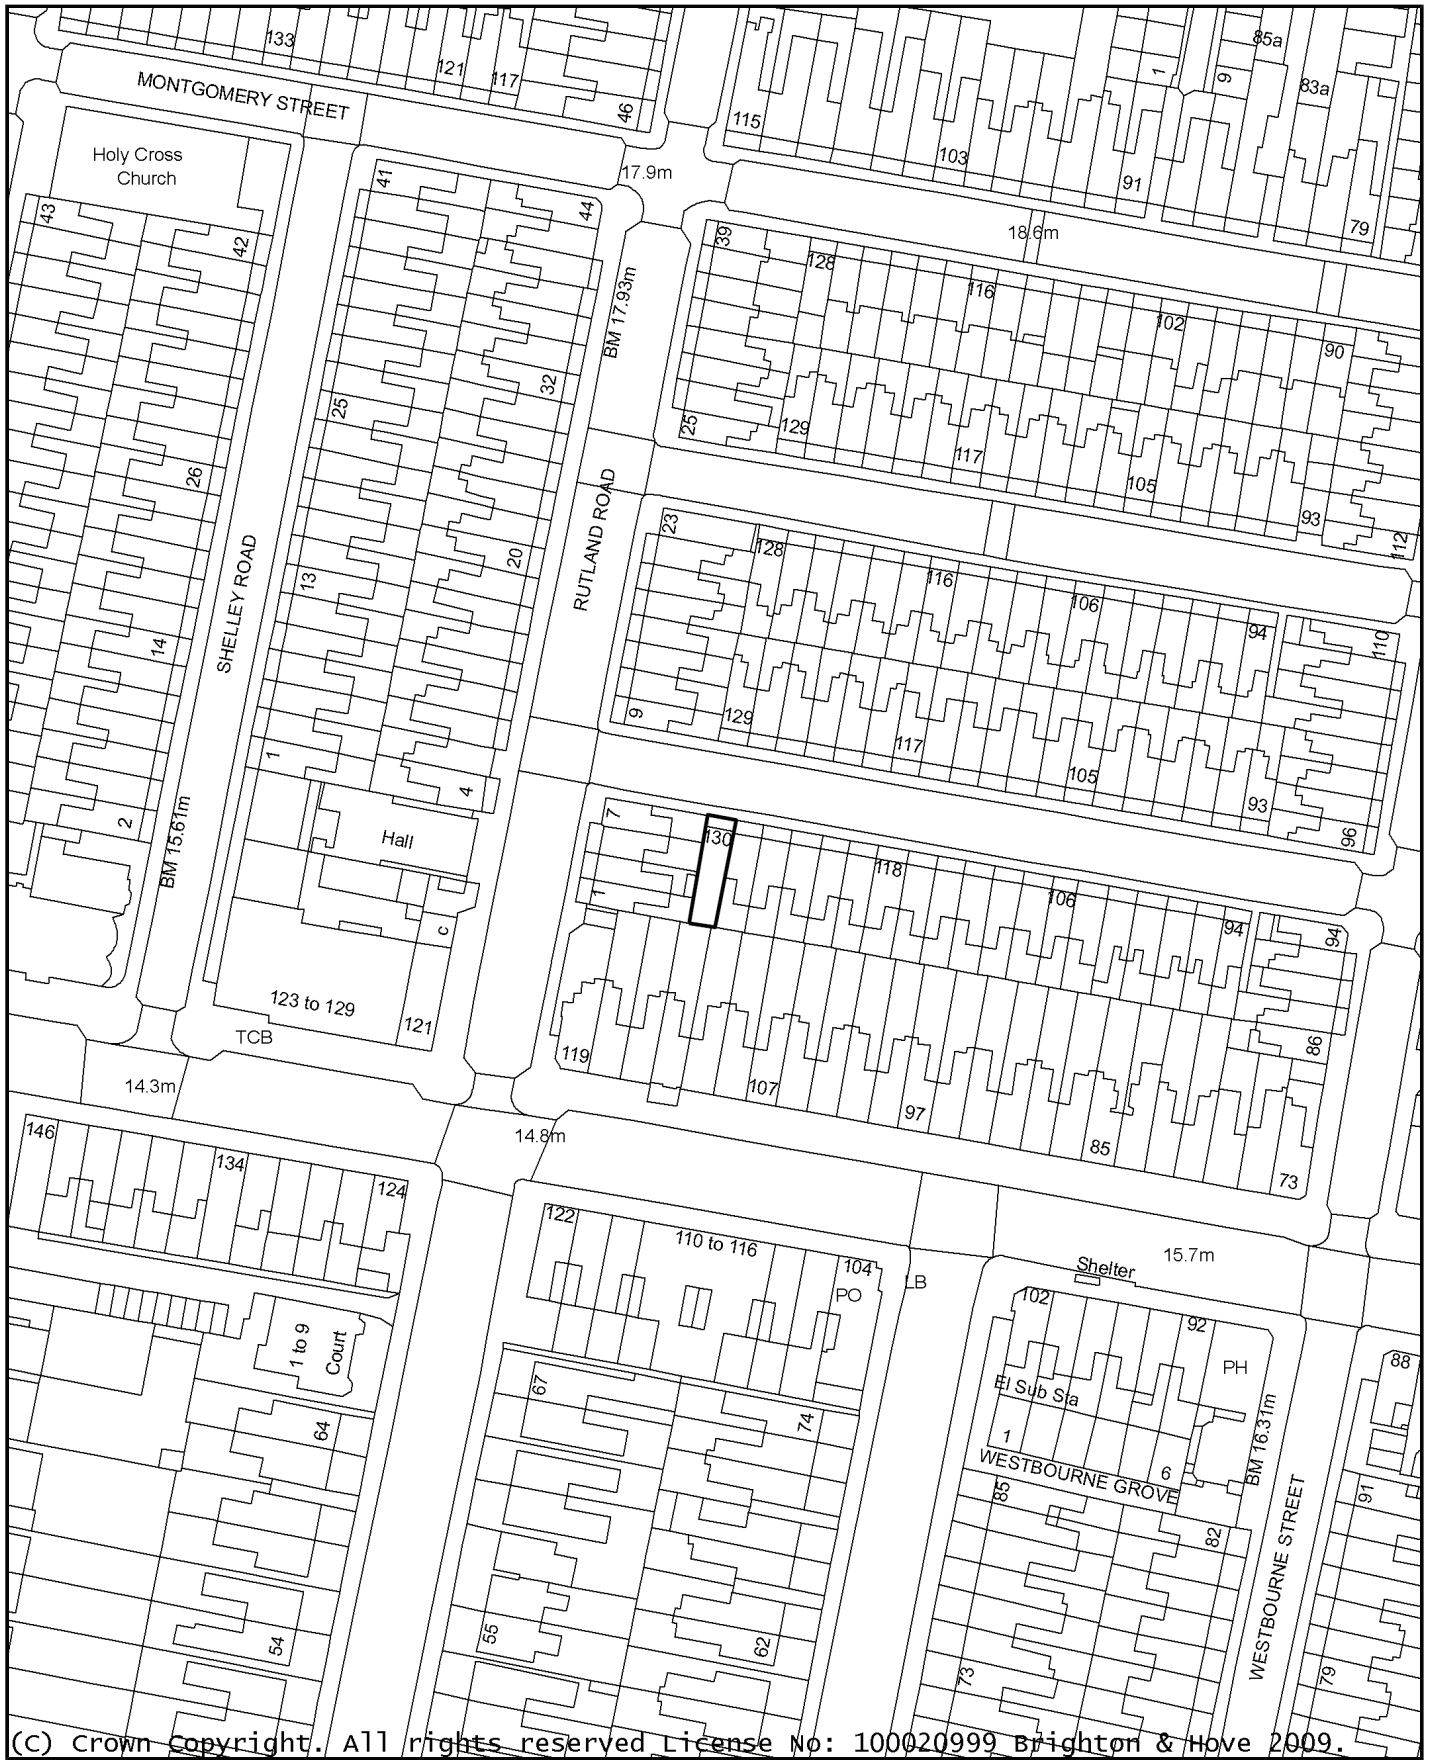 133
121
117
46
115
103
91
1
9
85a
83a
79
MONTGOMERY STREET
Holy Cross
Church
17.9m
18.6m
43
42
41
44
39
128
116
102
90
BM 17.93m
32
25
26
25
129
117
105
93
112
RUTLAND ROAD
SHELLEY ROAD
23
128
116
106
94
110
20
13
14
9
129
117
105
93
96
1
4
2
BM 15.61m
Hall
7
130
118
106
94
94
1
c
123 to 129
121
TCB
119
107
97
85
86
73
14.3m
14.8m
146
134
124
122
110 to 116
104
PO
LB
15.7m
Shelter
102
92
PH
88
1 to 9
Court
El Sub Sta
67
74
64
1
6
WESTBOURNE GROVE
BM 16.31m
85
82
91
WESTBOURNE STREET
54
55
62
73
79
(c) Crown Copyright. All rights reserved License No: 100020999 Brighton & Hove 2009.